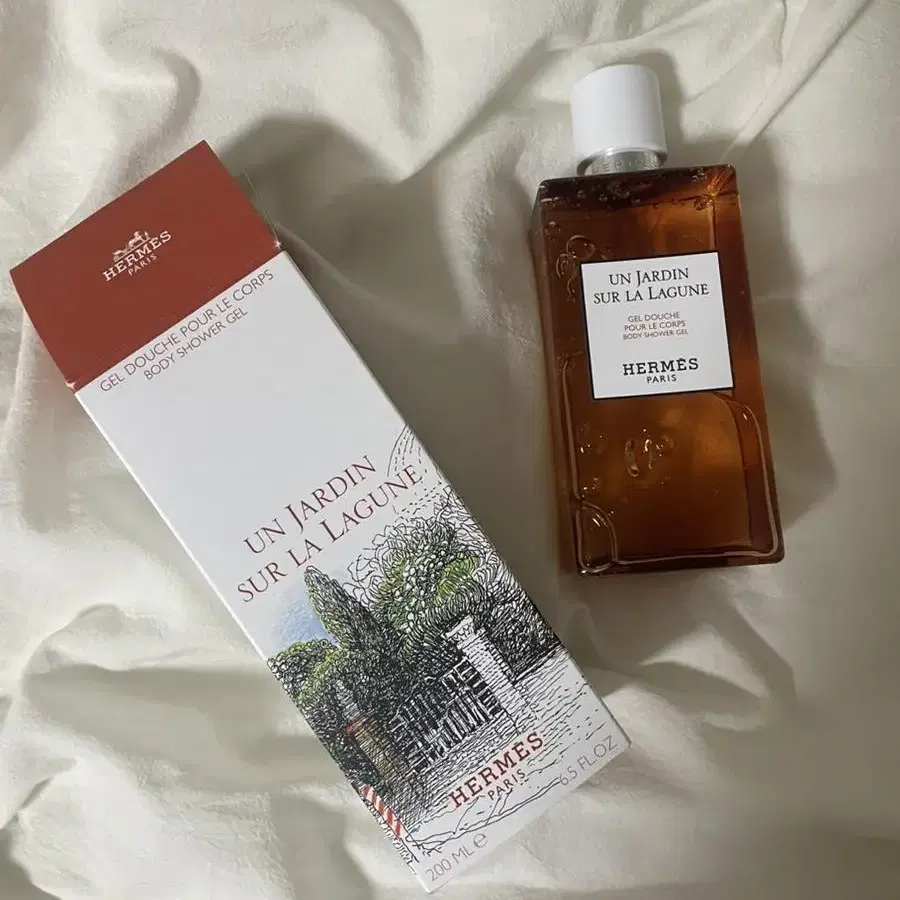 HERMÈS
PARIS
GEL DOUCHE POUR LE CORPS
BODY SHOWER GEL
UN JARDIN
SUR LA LAGUNE
HERMÈS
PARIS
200 ML e
6.5 FL.OZ
UN JARDIN
SUR LA LAGUNE
GEL DOUCHE
POUR LE CORPS
BODY SHOWER GEL
HERMÈS
PARIS